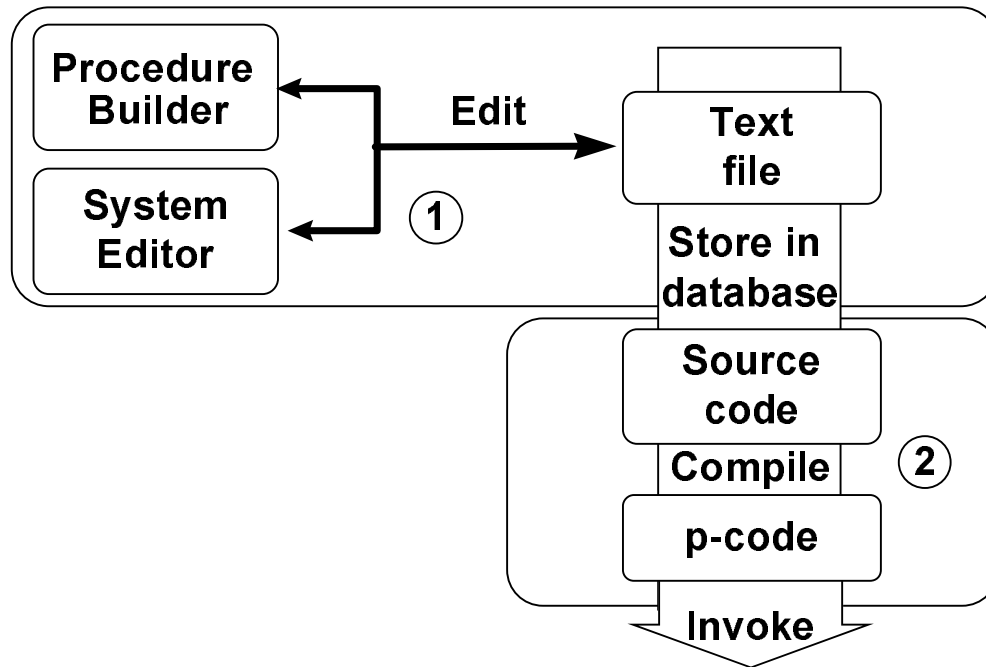 Procedure
Builder
System
Editor
Edit
1
Text
file
Store in
database
Source
code
Compile
2
p-code
Invoke